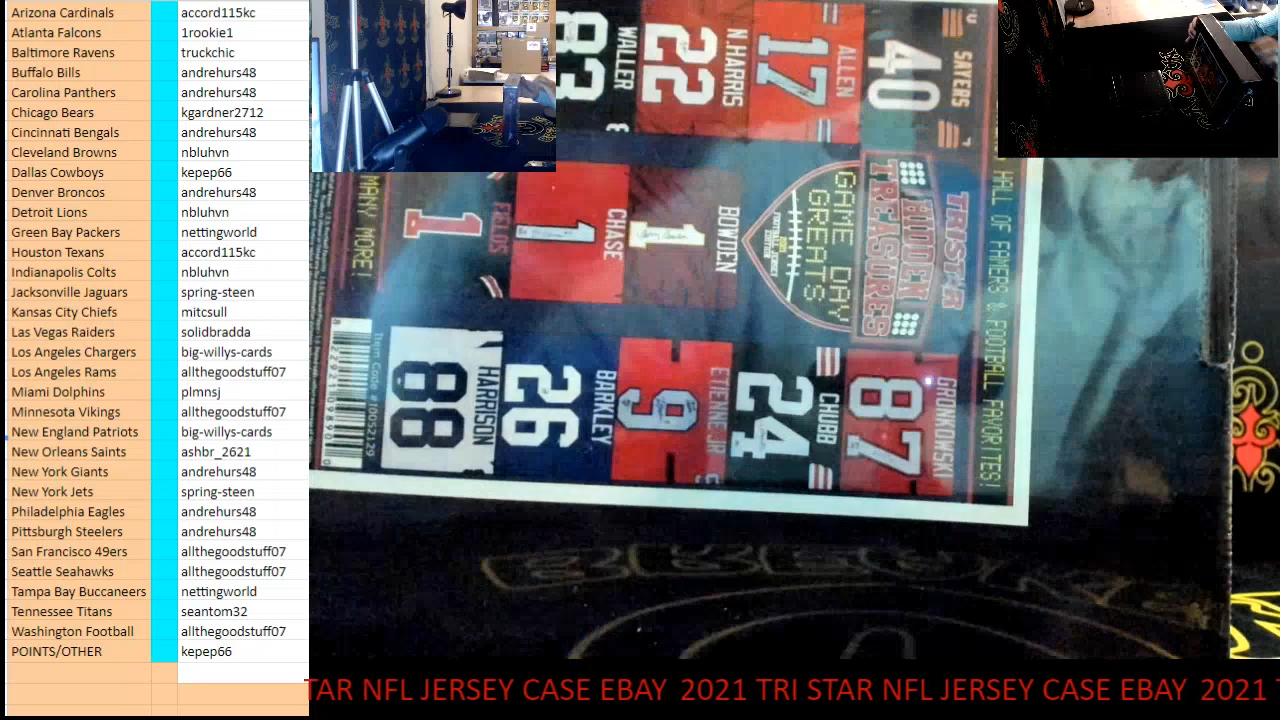 Arizona Cardinals accord115kc
Atlanta Falcons 1rookie1
Baltimore Ravens truckchic
Buffalo Bills andrehurs48
Carolina Panthers andrehurs48
Chicago Bears kgardner2712
Cincinnati Bengals andrehurs48
Cleveland Browns nbluhvn
Dallas Cowboys kepep66
Denver Broncos andrehurs48
Detroit Lions nbluhvn
Green Bay Packers nettingworld
Houston Texans accord115kc
Indianapolis Colts nbluhvn
Jacksonville Jaguars spring-steen
Kansas City Chiefs mitcsull
Las Vegas Raiders solidbradda
Los Angeles Chargers big-willys-cards
Los Angeles Rams allthegoodstuff07
Miami Dolphins plmnsj
Minnesota Vikings allthegoodstuff07
New England Patriots big-willys-cards
New Orleans Saints ashbr_2621
New York Giants andrehurs48
New York Jets spring-steen
Philadelphia Eagles andrehurs48
Pittsburgh Steelers andrehurs48
San Francisco 49ers allthegoodstuff07
Seattle Seahawks allthegoodstuff07
Tampa Bay Buccaneers nettingworld
Tennessee Titans seantom32
Washington Football allthegoodstuff07
POINTS/OTHER kepep66
HALL OF FAMERS & FOOTBALL FAVORITES!
TRISTAR
HIDDEN
TREASURES
GAME DAY
GREATS
SAYERS
40
ALLEN
17
N.HARRIS
22
WALLER
83
BOWDEN
1
CHASE
1
FIELDS
1
MANY MORE!
GRONKOWSKI
87
CHUBB
24
ETIENNE JR
9
BARKLEY
26
HARRISON
88
Item Code #10052129
TAR NFL JERSEY CASE EBAY 2021 TRI STAR NFL JERSEY CASE EBAY 2021 T